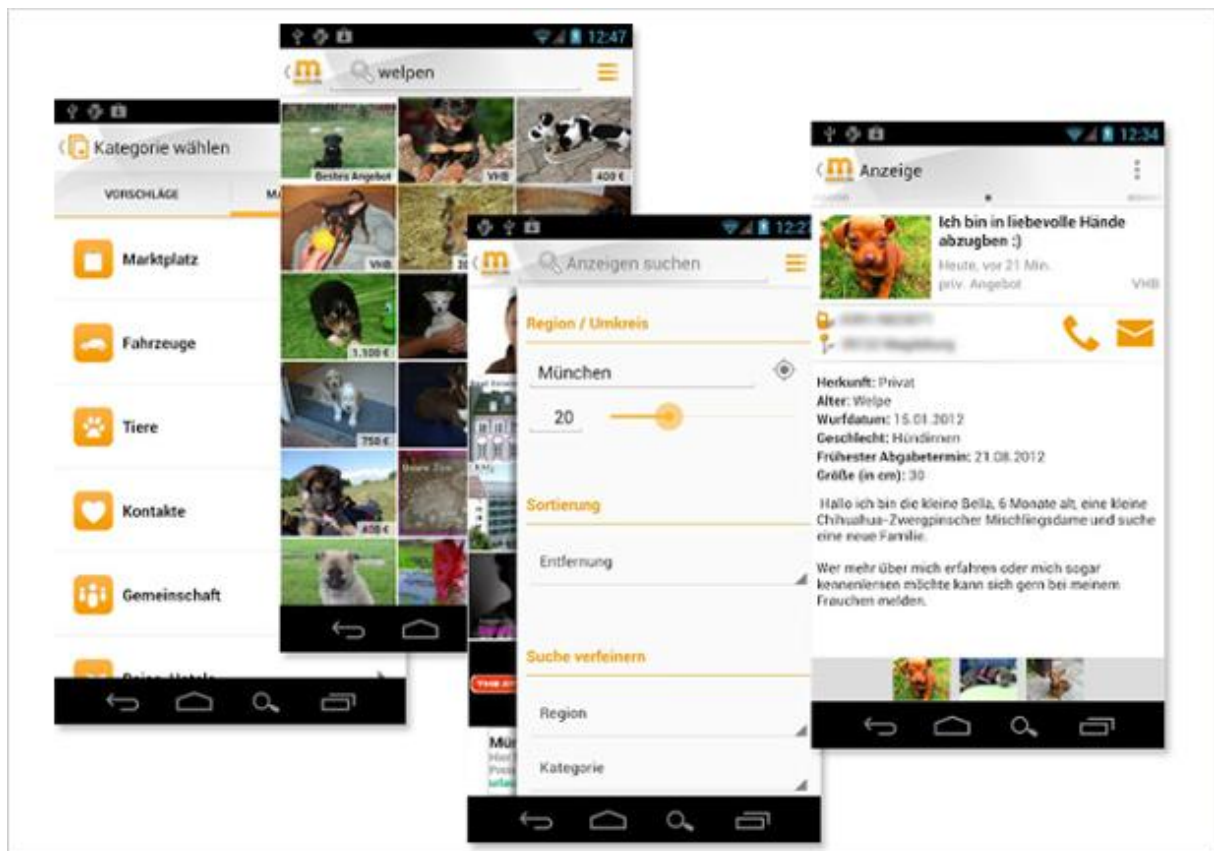 Kategorie wählen
VORSCHLÄGE
Marktplatz
Fahrzeuge
Tiere
Kontakte
Gemeinschaft
12:47
welpen
Bestes Angebot
VHB
400 €
VHB
1.100 €
750 €
400 €
12:27
Anzeigen suchen
Region / Umkreis
München
20
Sortierung
Entfernung
Suche verfeinern
Region
Kategorie
12:34
Anzeige
Ich bin in liebevolle Hände
abzugben :)
Heute, vor 21 Min.
priv. Angebot VHB
Herkunft: Privat
Alter: Welpe
Wurfdatum: 15.01.2012
Geschlecht: Hündinnen
Frühester Abgabetermin: 21.08.2012
Größe (in cm): 30
Hallo ich bin die kleine Bella, 6 Monate alt, eine kleine
Chihuahua-Zwergpinscher Mischlingsdame und suche
eine neue Familie.
Wer mehr über mich erfahren oder mich sogar
kennenlernen möchte kann sich gern bei meinem
Frauchen melden.